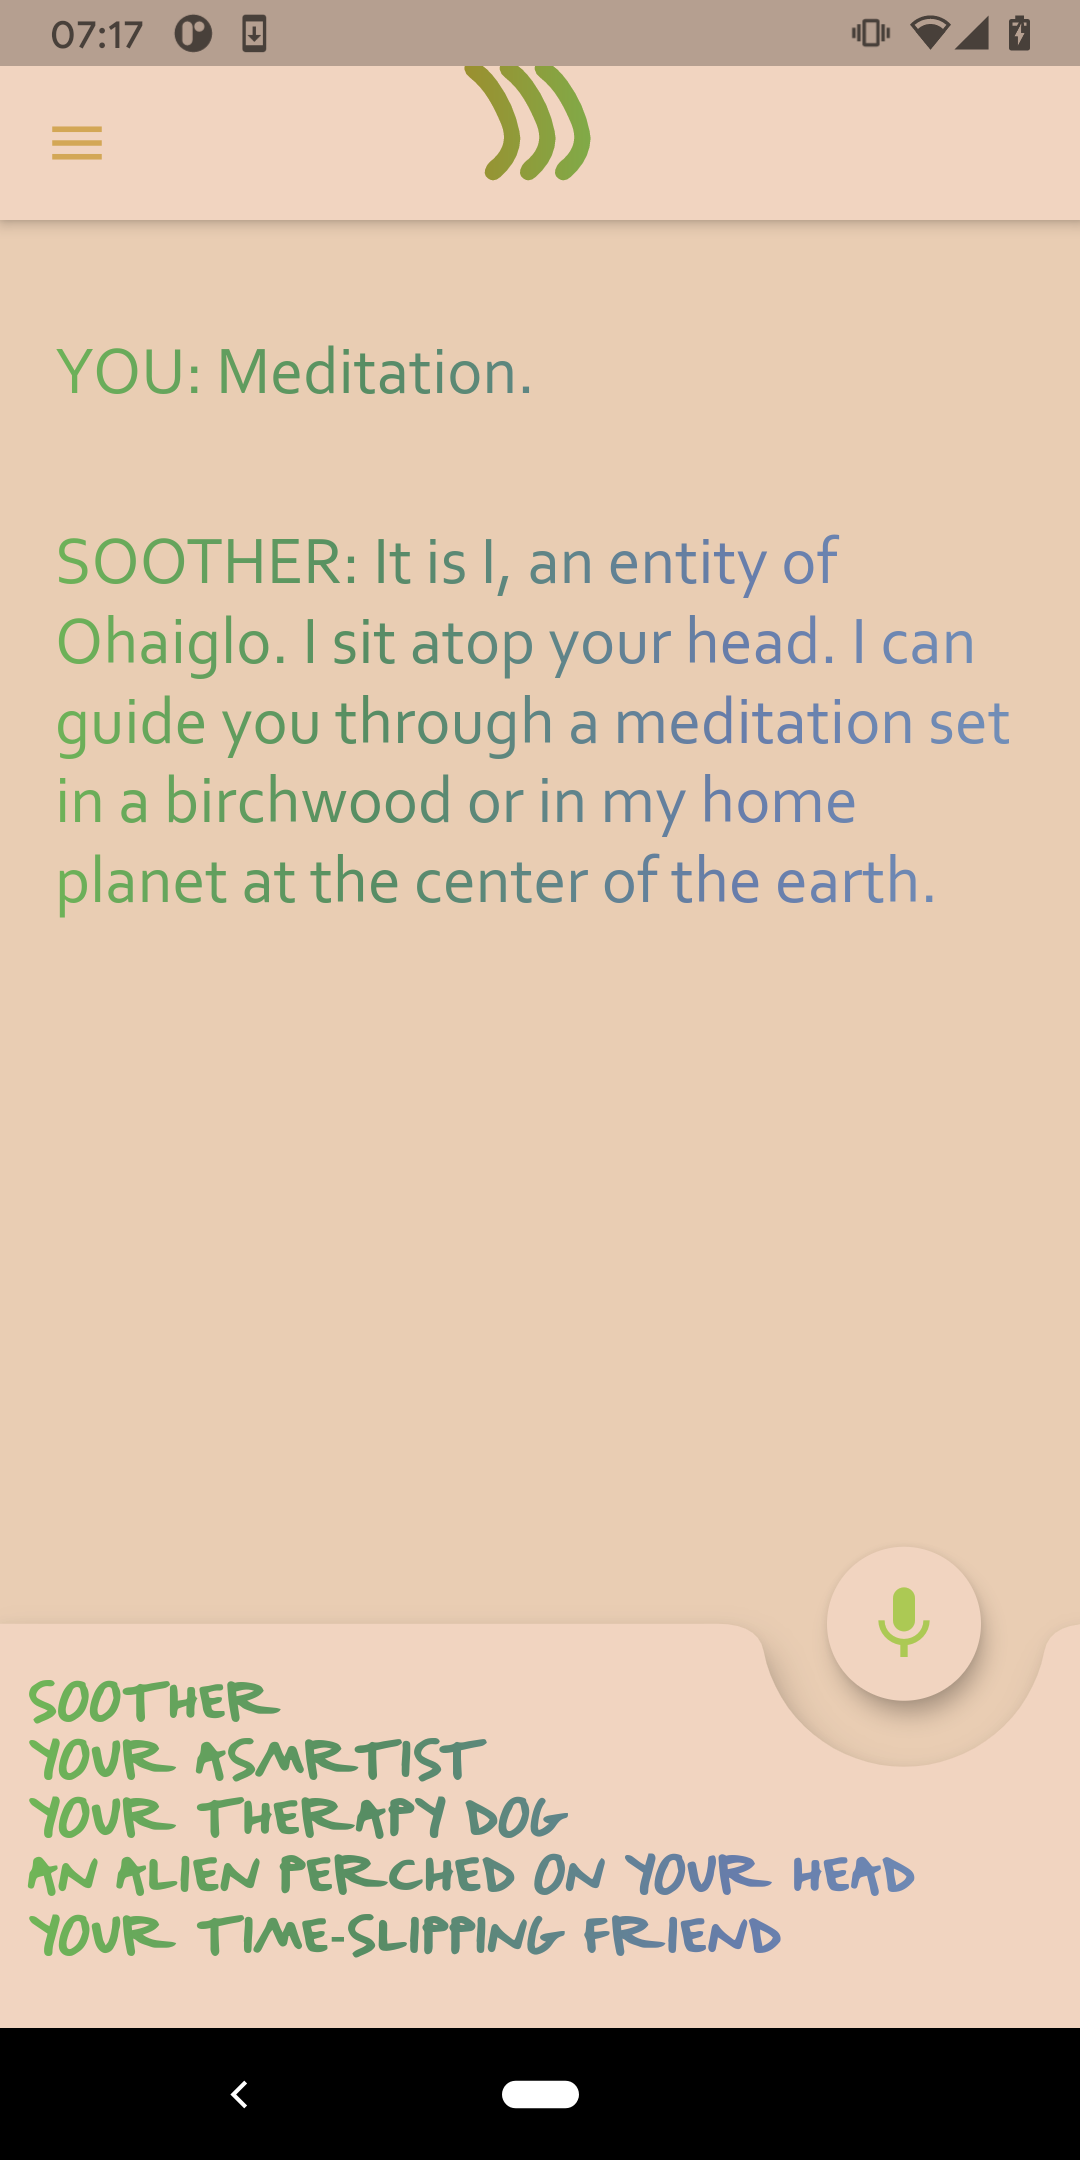 07:17
YOU: Meditation.
SOOTHER: It is I, an entity of
Ohaiglo. I sit atop your head. I can
guide you through a meditation set
in a birchwood or in my home
planet at the center of the earth.
SOOTHER
YOUR ASMRTIST
YOUR THERAPY DOG
AN ALIEN PERCHED ON YOUR HEAD
YOUR TIME-SLIPPING FRIEND